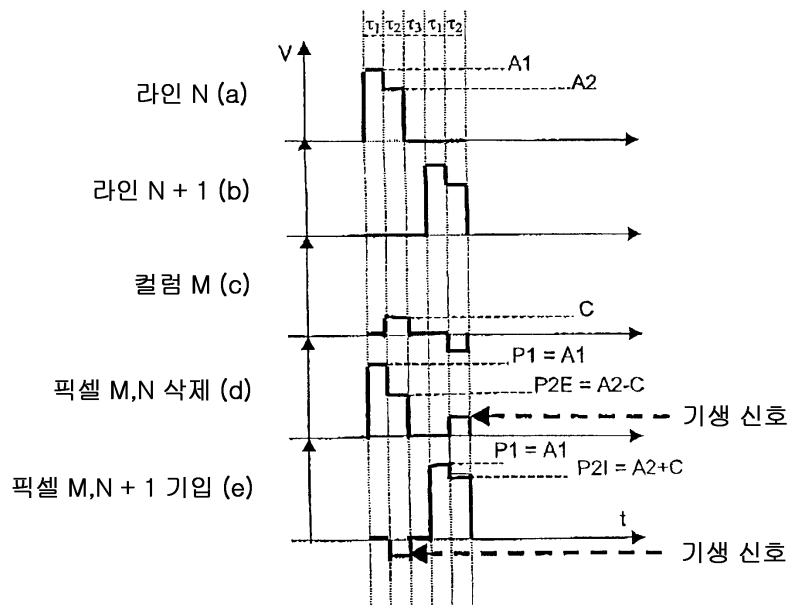 τ1 τ2 τ3 τ1 τ2
V
A1
라인 N (a)
A2
라인 N + 1 (b)
컬럼 M (c)
C
P1 = A1
픽셀 M,N 삭제 (d)
P2E = A2-C
기생 신호
P1 = A1
P2I = A2+C
픽셀 M,N + 1 기입 (e)
t
기생 신호